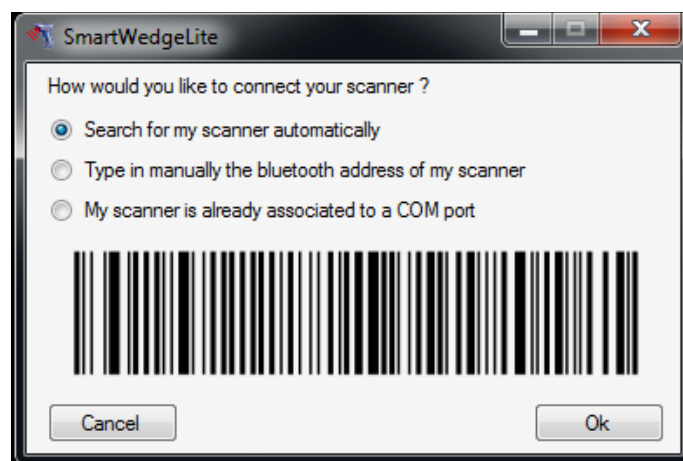 SmartWedgeLite
How would you like to connect your scanner ?
Search for my scanner automatically
Type in manually the bluetooth address of my scanner
My scanner is already associated to a COM port
Cancel
Ok